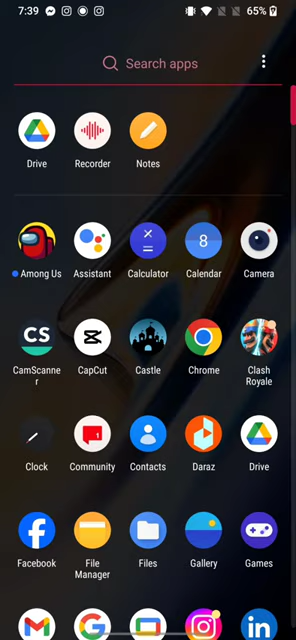 7:39
65%
Search apps
Drive Recorder Notes
Among Us Assistant Calculator Calendar Camera
8
CS
CamScanne CapCut Castle Chrome Clash
r Royale
Clock Community Contacts Daraz Drive
Facebook File Files Gallery Games
Manager
in